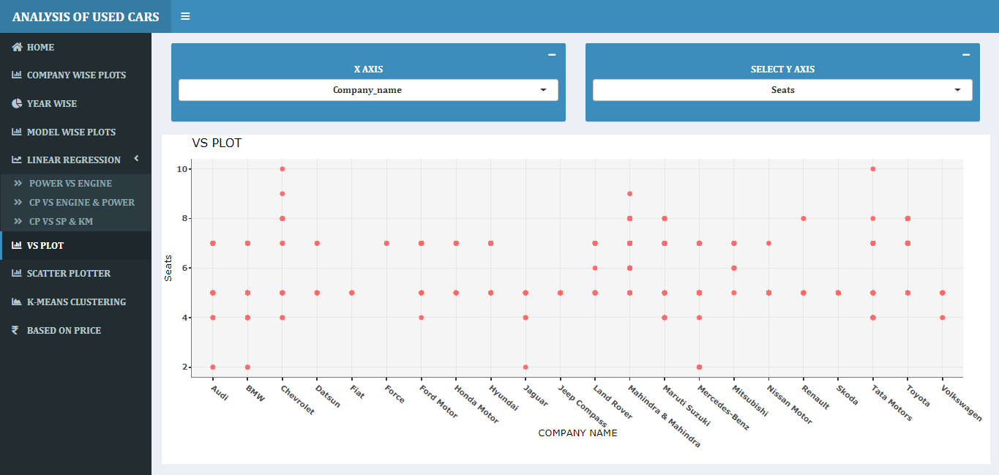 ANALYSIS OF USED CARS
HOME
COMPANY WISE PLOTS
YEAR WISE
MODEL WISE PLOTS
LINEAR REGRESSION
POWER VS ENGINE
CP VS ENGINE & POWER
CP VS SP & KM
VS PLOT
SCATTER PLOTTER
K-MEANS CLUSTERING
BASED ON PRICE
X AXIS
Company_name
SELECT Y AXIS
Seats
VS PLOT
10
8
6
4
2
Seats
Audi
BMW
Chevrolet
Datsun
Fiat
Force
Ford Motor
Honda Motor
Hyundai
Jaguar
Jeep Compass
Land Rover
Mahindra & Mahindra
Maruti Suzuki
Mercedes-Benz
Mitsubishi
Nissan Motor
Renault
Skoda
Tata Motors
Toyota
Volkswagen
COMPANY NAME